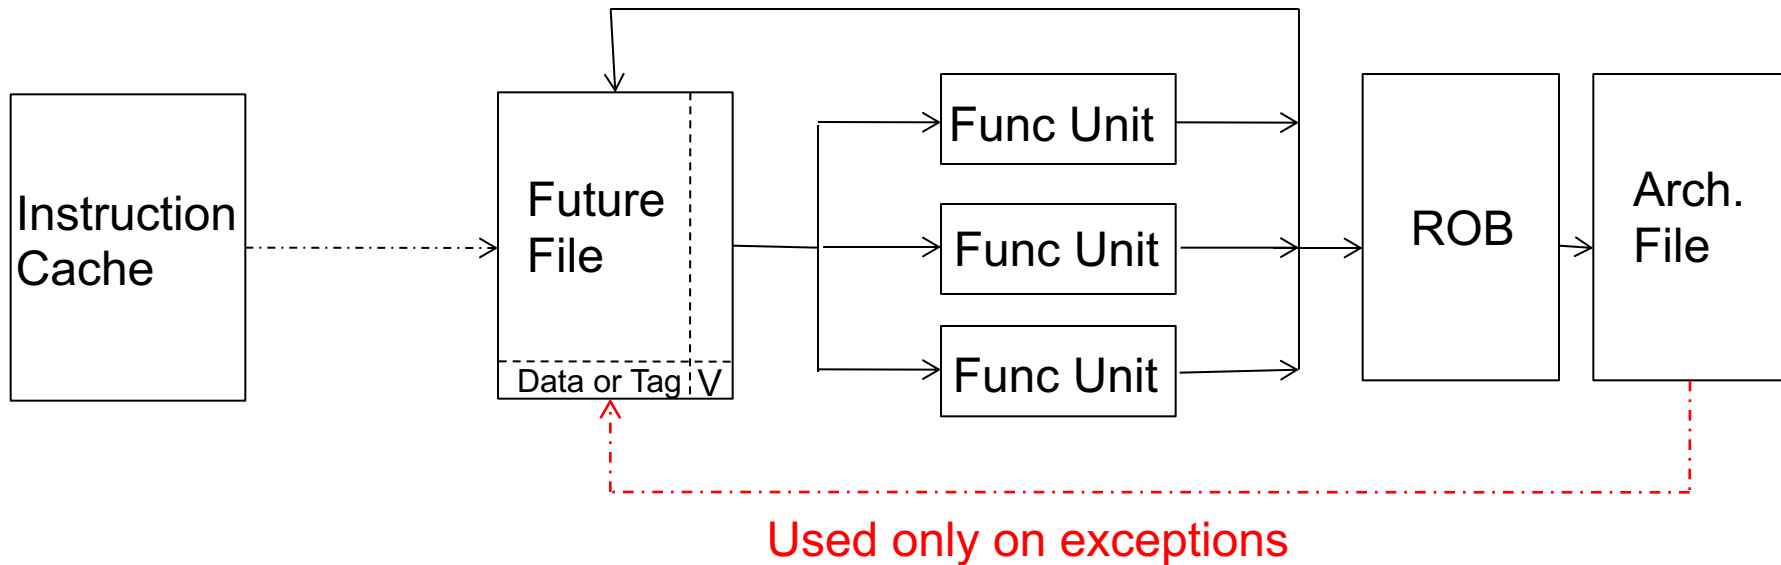 Instruction
Cache
Future
File
Data or Tag V
Func Unit
Func Unit
Func Unit
ROB
Arch.
File
Used only on exceptions